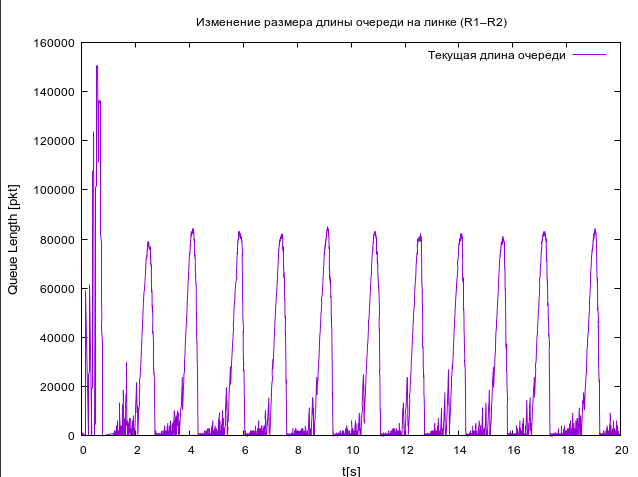 Изменение размера длины очереди на линке (R1–R2)
Текущая длина очереди
160000
140000
120000
100000
80000
60000
40000
20000
0
Queue Length [pkt]
0 2 4 6 8 10 12 14 16 18 20
t[s]